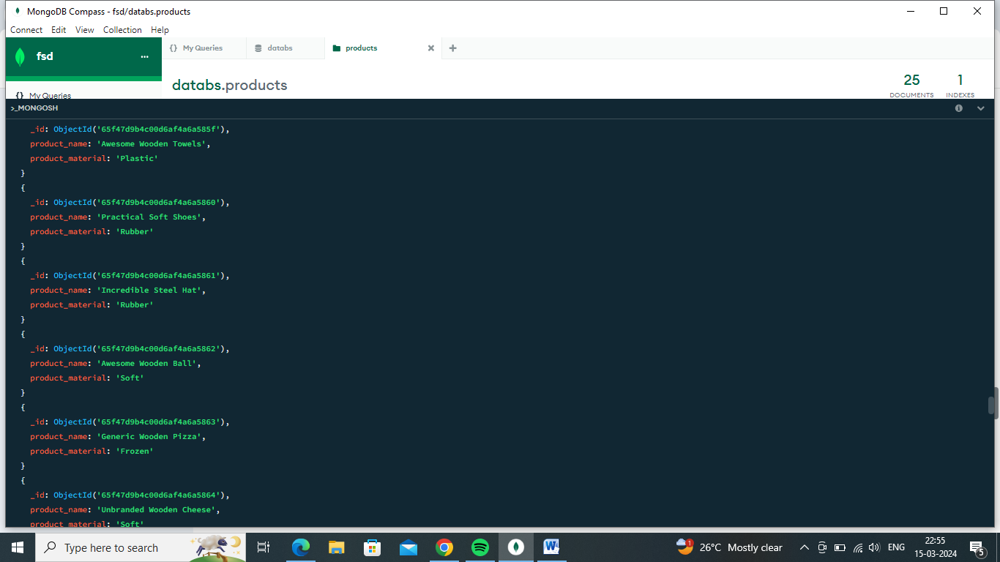 MongoDB Compass - fsd/databs.products
Connect Edit View Collection Help
fsd
{} My Queries
databs
products
{} My Queries
databs.products
25
DOCUMENTS
1
INDEXES
>_MONGOSH
_id: ObjectId('65f47d9b4c00d6af4a6a585f'),
product_name: 'Awesome Wooden Towels',
product_material: 'Plastic'
}
{
_id: ObjectId('65f47d9b4c00d6af4a6a5860'),
product_name: 'Practical Soft Shoes',
product_material: 'Rubber'
}
{
_id: ObjectId('65f47d9b4c00d6af4a6a5861'),
product_name: 'Incredible Steel Hat',
product_material: 'Rubber'
}
{
_id: ObjectId('65f47d9b4c00d6af4a6a5862'),
product_name: 'Awesome Wooden Ball',
product_material: 'Soft'
}
{
_id: ObjectId('65f47d9b4c00d6af4a6a5863'),
product_name: 'Generic Wooden Pizza',
product_material: 'Frozen'
}
{
_id: ObjectId('65f47d9b4c00d6af4a6a5864'),
product_name: 'Unbranded Wooden Cheese',
product_material: 'Soft'
Type here to search
1
26°C Mostly clear
ENG
22:55
15-03-2024
5